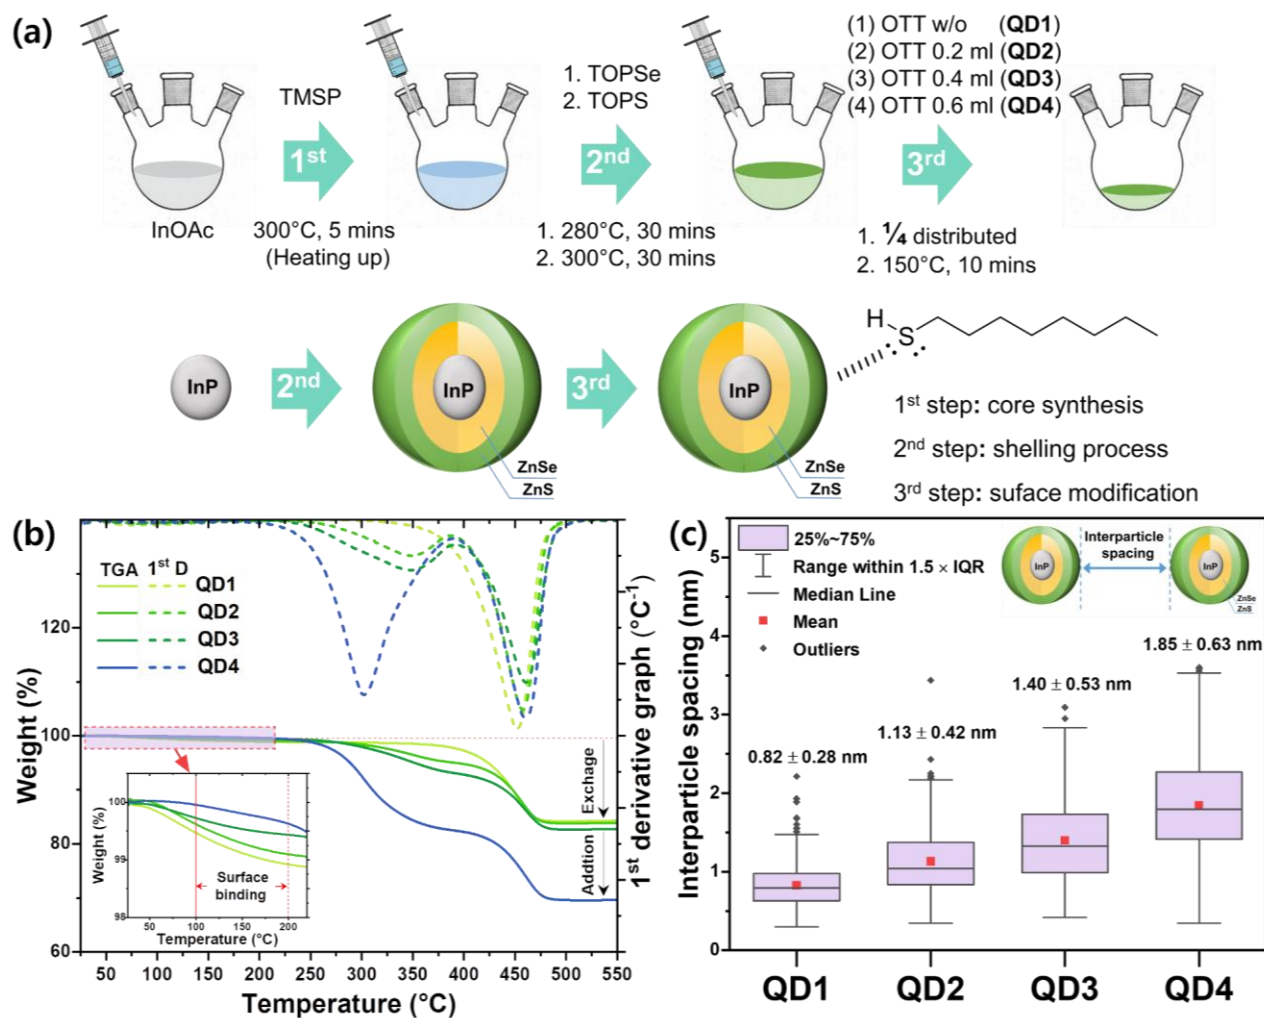 (a)
(1) OTT w/o (QD1)
(2) OTT 0.2 ml (QD2)
(3) OTT 0.4 ml (QD3)
(4) OTT 0.6 ml (QD4)
TMSP
1. TOPSe
2. TOPS
1st
2nd
3rd
InOAc
300°C, 5 mins
(Heating up)
1. 280°C, 30 mins
2. 300°C, 30 mins
1. ¼ distributed
2. 150°C, 10 mins
InP
2nd
InP
ZnSe
ZnS
3rd
InP
ZnSe
ZnS
H
S
1st step: core synthesis
2nd step: shelling process
3rd step: suface modification
(b)
TGA 1st D
QD1
QD2
QD3
QD4
Weight (%)
120
100
80
60
1st derivative graph (°C-1)
Exchage
Addtion
Weight (%)
100
99
98
Surface
binding
50 100 150 200
Temperature (°C)
50 100 150 200 250 300 350 400 450 500 550
Temperature (°C)
(c)
25%~75%
Range within 1.5 × IQR
Median Line
Mean
Outliers
InP
Interparticle
spacing
InP
ZnSe
ZnS
Interparticle spacing (nm)
5
4
3
2
1
0
0.82 ± 0.28 nm
1.13 ± 0.42 nm
1.40 ± 0.53 nm
1.85 ± 0.63 nm
QD1 QD2 QD3 QD4